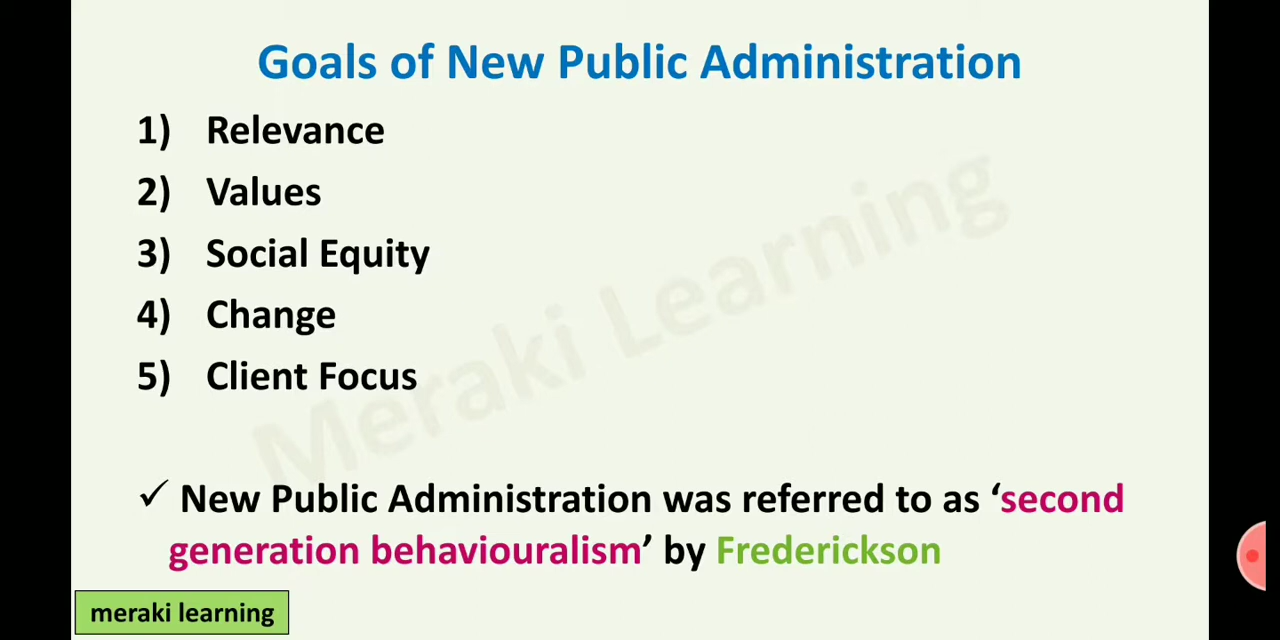 Goals of New Public Administration
1) Relevance
2) Values
3) Social Equity
4) Change
5) Client Focus
Meraki Learning
✓ New Public Administration was referred to as ‘second
generation behaviouralism’ by Frederickson
meraki learning